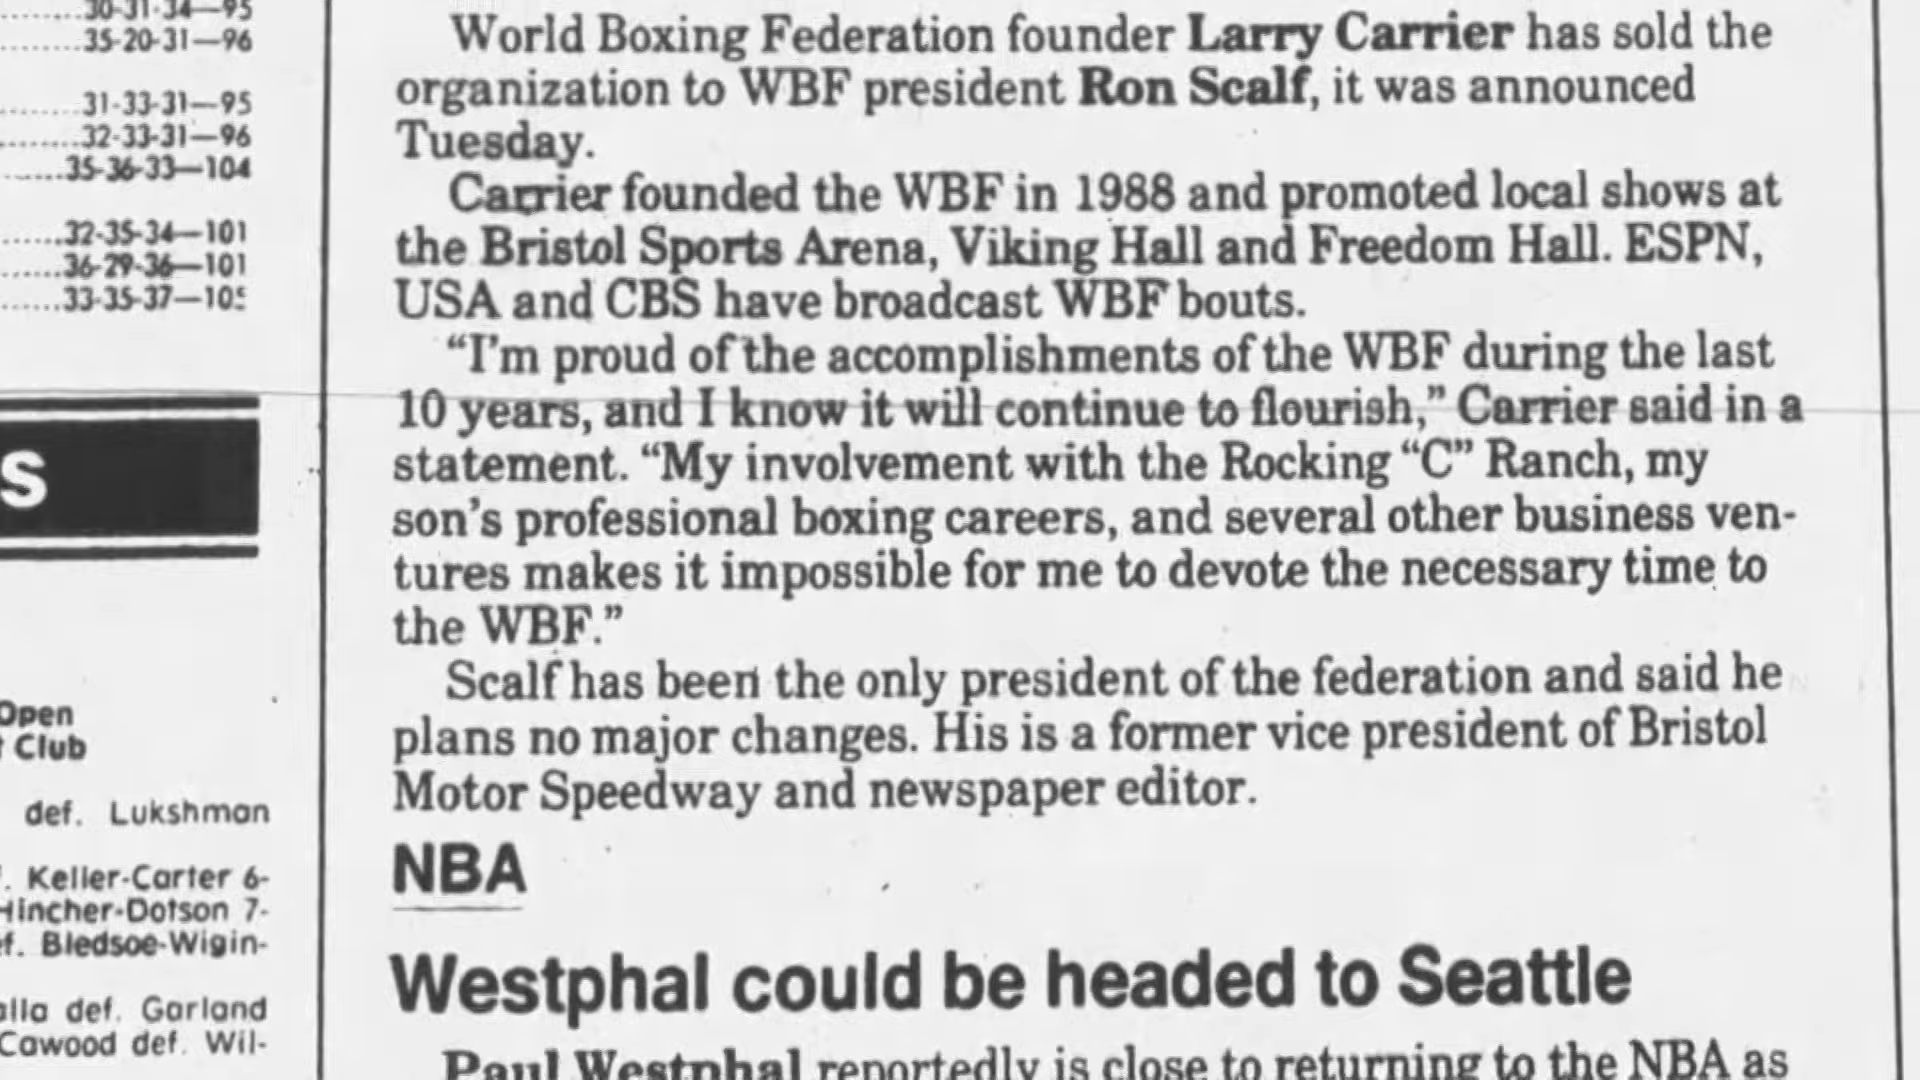 30-31-34—95
35-20-31—96
31-33-31—95
32-33-31—96
35-36-33—104
32-35-34—101
36-29-36—101
33-35-37—105
S
Open
Club
def. Lukshman
Keller-Carter 6-
Hincher-Dotson 7-
Bledsoe-Wigin-
def. Garland
Cawood def. Wil-
World Boxing Federation founder Larry Carrier has sold the
organization to WBF president Ron Scalf, it was announced
Tuesday.
Carrier founded the WBF in 1988 and promoted local shows at
the Bristol Sports Arena, Viking Hall and Freedom Hall. ESPN,
USA and CBS have broadcast WBF bouts.
“I'm proud of the accomplishments of the WBF during the last
10 years, and I know it will continue to flourish,” Carrier said in a
statement. “My involvement with the Rocking “C” Ranch, my
son's professional boxing careers, and several other business ven-
tures makes it impossible for me to devote the necessary time to
the WBF.”
Scalf has been the only president of the federation and said he
plans no major changes. His is a former vice president of Bristol
Motor Speedway and newspaper editor.
NBA
Westphal could be headed to Seattle
Paul Westphal reportedly is close to returning to the NBA as